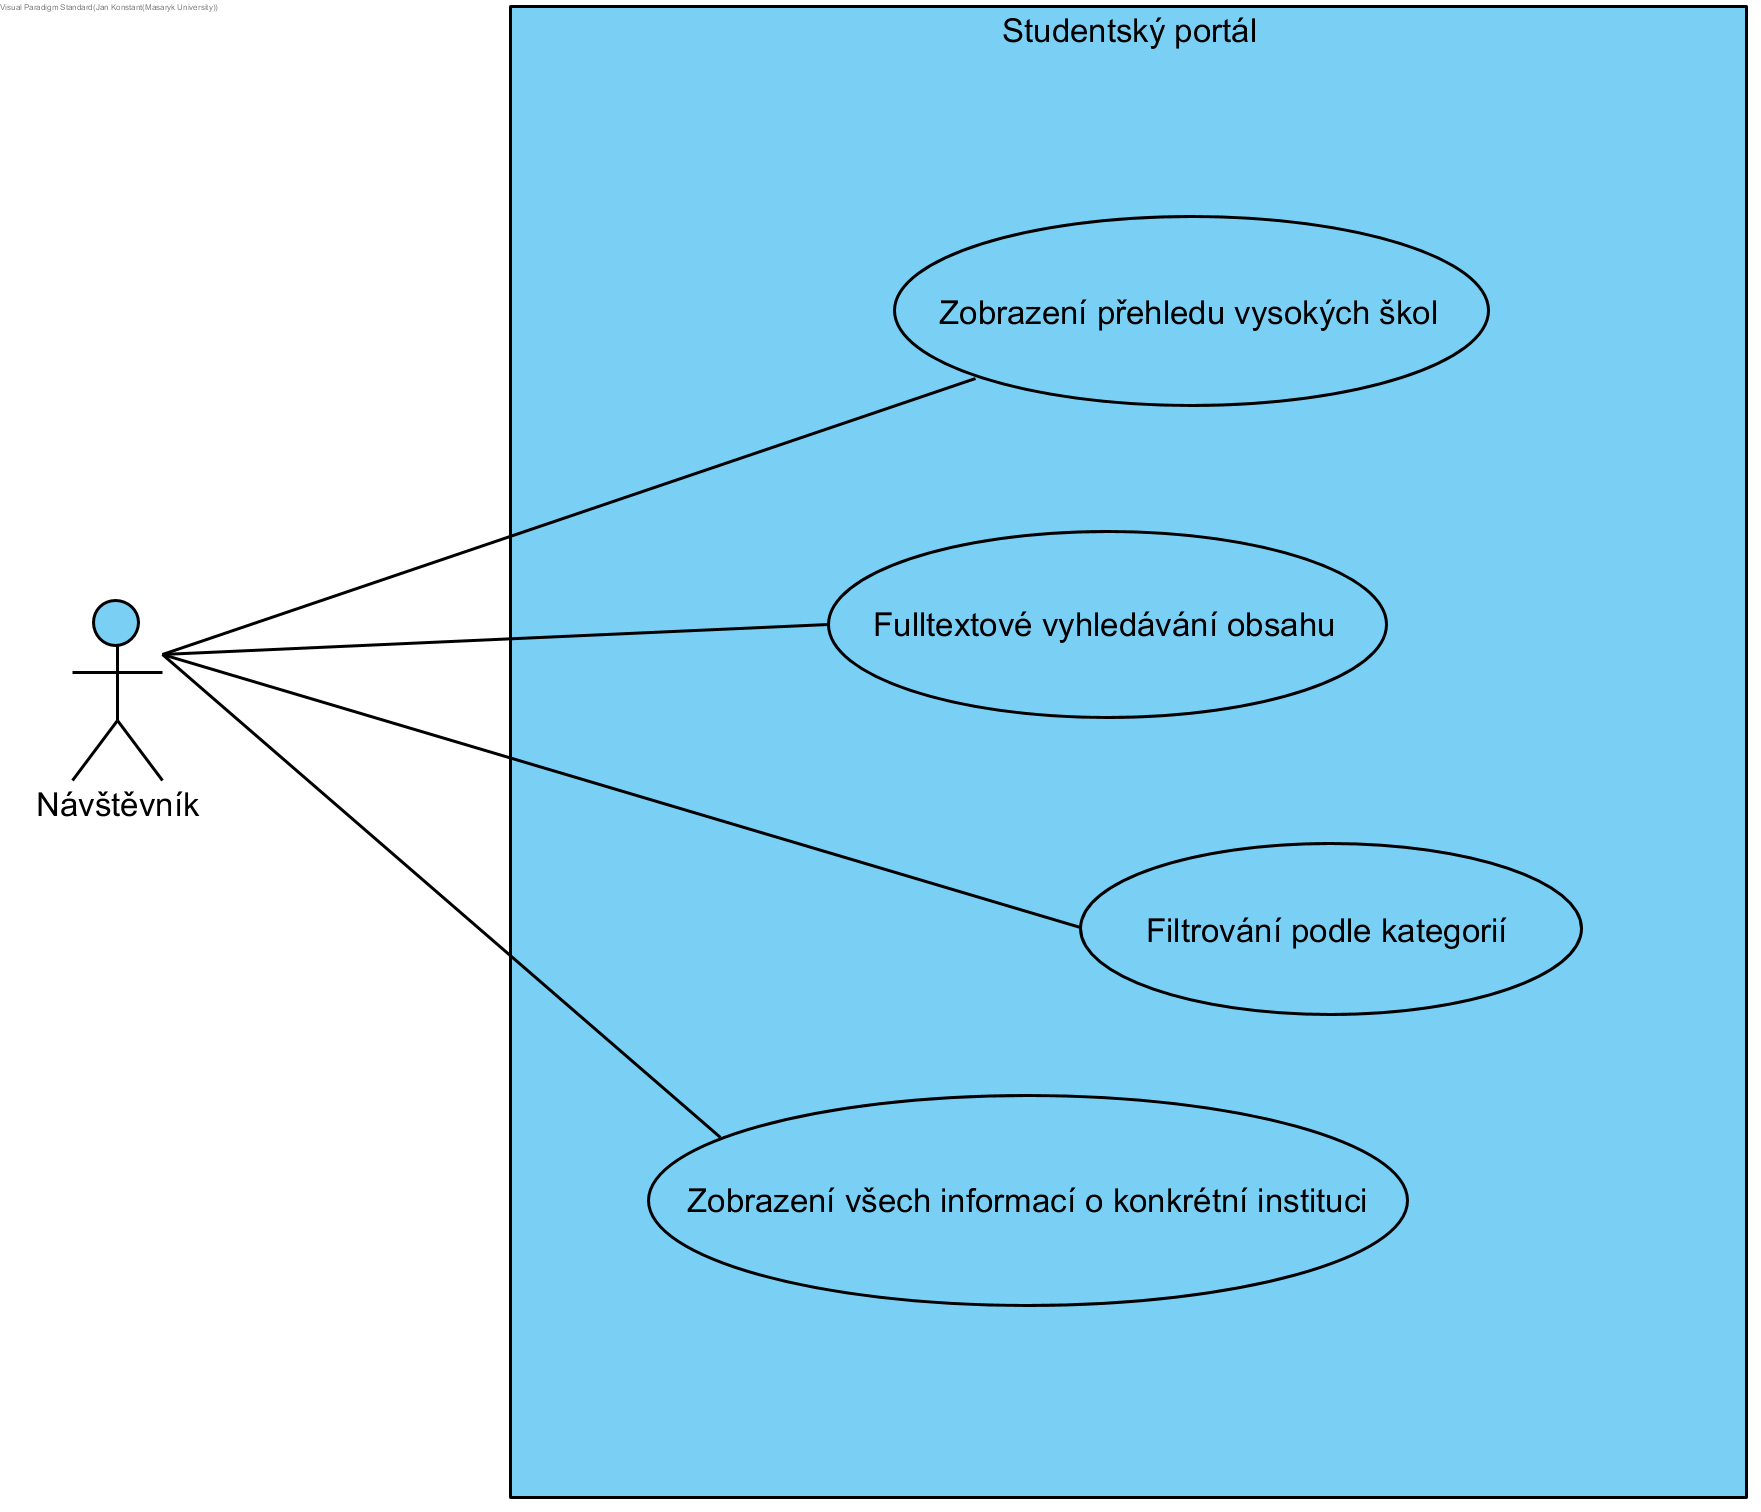 Visual Paradigm Standard(Jan Konstant(Masaryk University))
Studentský portál
Zobrazení přehledu vysokých škol
Fulltextové vyhledávání obsahu
Návštěvník
Filtrování podle kategorií
Zobrazení všech informací o konkrétní instituci